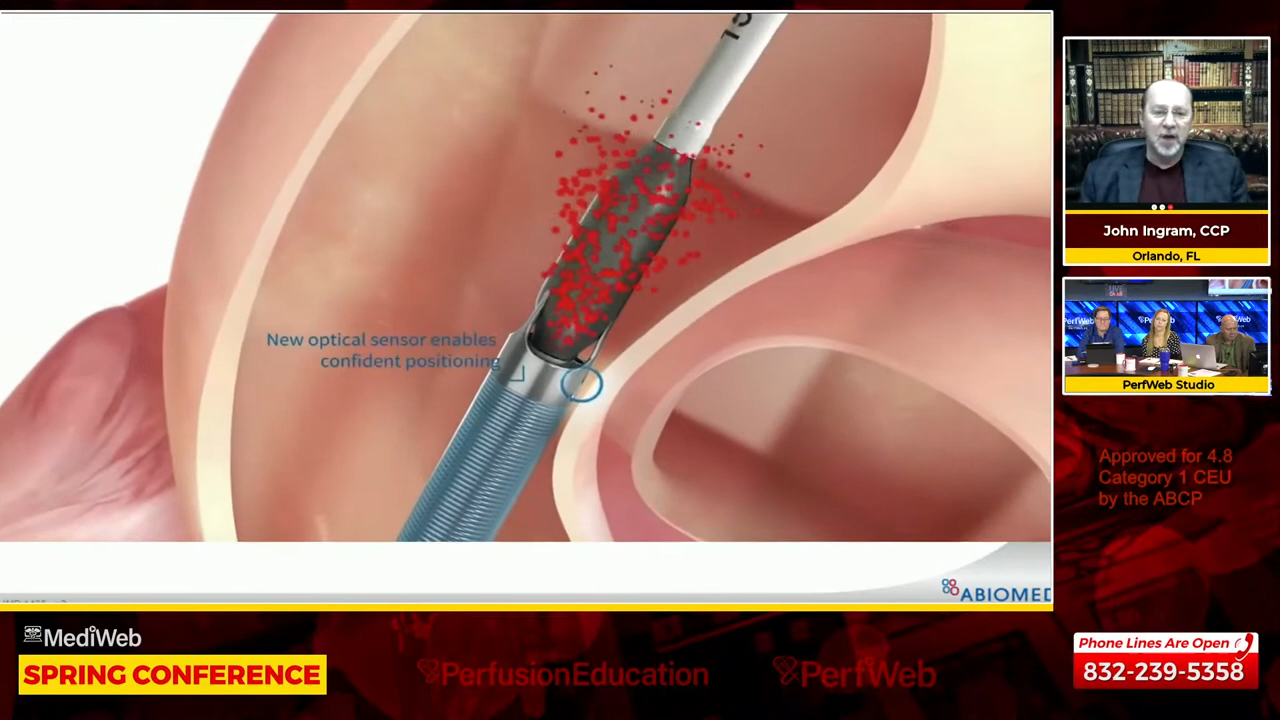 New optical sensor enables
confident positioning
ABIOMED
John Ingram, CCP
Orlando, FL
PerfWeb
PerfWeb Studio
Approved for 4.8
Category 1 CEU
by the ABCP
MediWeb
SPRING CONFERENCE
PerfusionEducation
PerfWeb
Phone Lines Are Open
832-239-5358